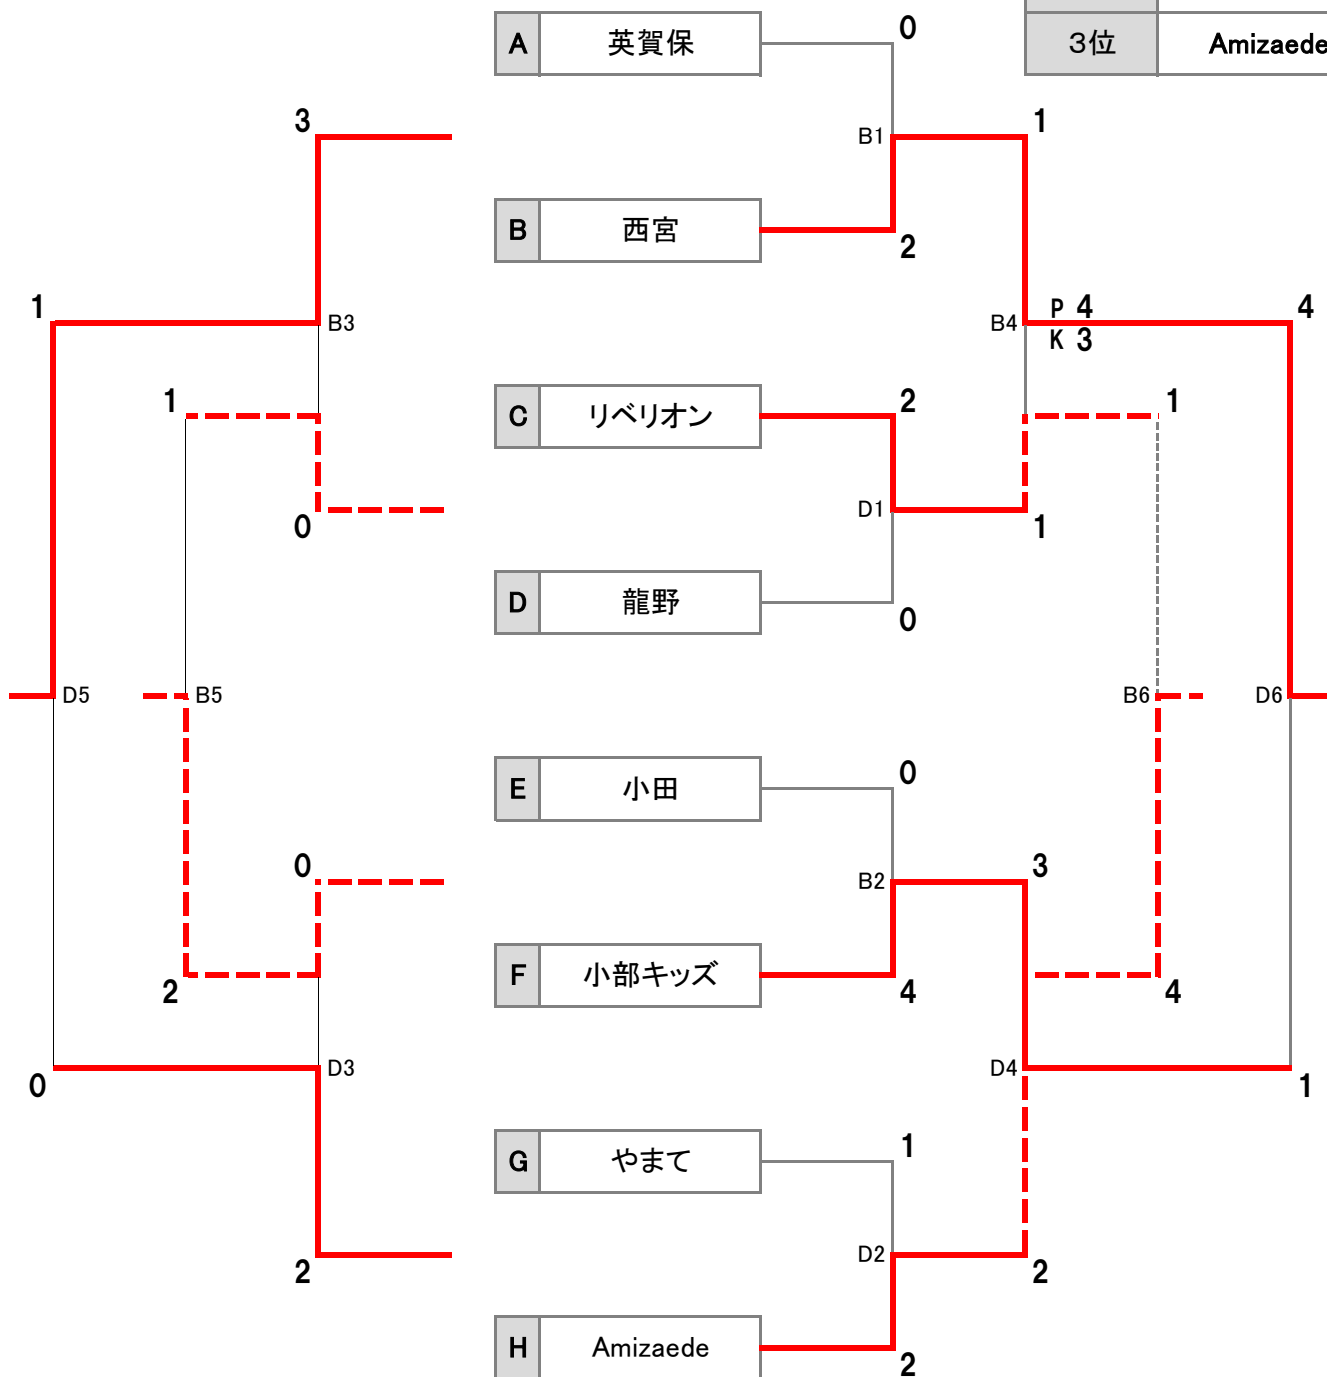 A 英賀保 0 3位 Amizaede
3 1
B1
B 西宮 2
1 P 4 4
B3 B4
K 3
1 C リベリオン 2 1
D1
0 1
D 龍野 0
D5 B5 B6 D6
E 小田 0
0 B2 3
2 F 小部キッズ 4 4
0 D3 D4 1
G やまて 1
D2
2 2
H Amizaede 2